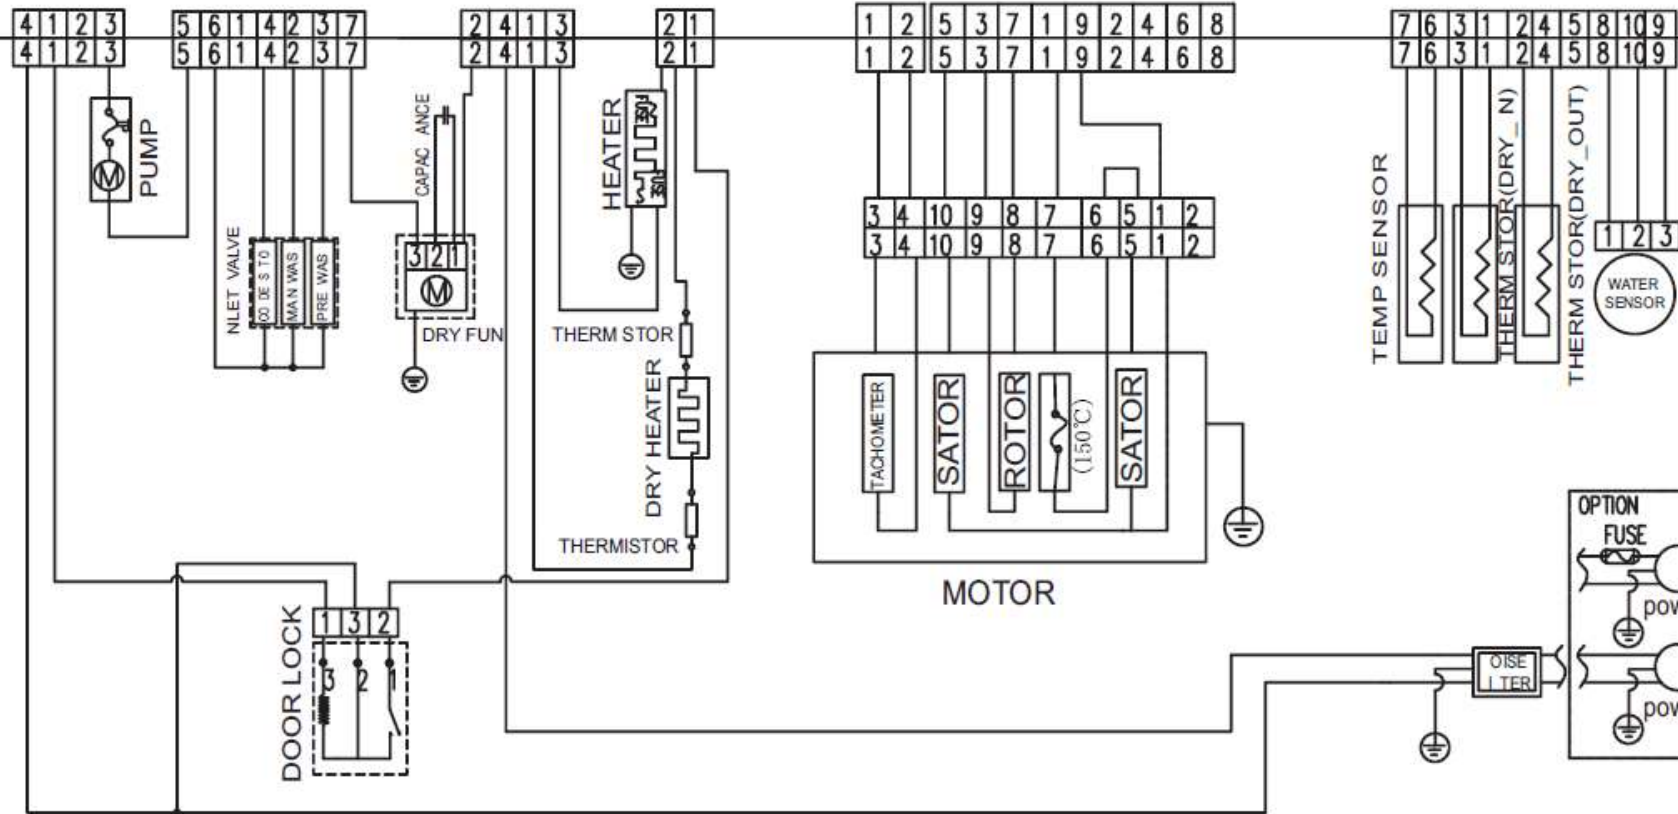 4 1 2 3 5 6 1 4 2 3 7 2 4 1 3 2 1 1 2 5 3 7 1 9 2 4 6 8 7 6 3 1 2 4 5 8 10 9
4 1 2 3 5 6 1 4 2 3 7 2 4 1 3 2 1 1 2 5 3 7 1 9 2 4 6 8 7 6 3 1 2 4 5 8 10 9
PUMP
NLET VALVE
CO DE S TO
MAN WAS
PRE WAS
CAPAC ANCE
3 2 1
M
M
DRY FUN
HEATER
FUSE
FUSE
THERM STOR
DRY HEATER
THERMISTOR
3 4 10 9 8 7 6 5 1 2
3 4 10 9 8 7 6 5 1 2
TACHOMETER
SATOR
ROTOR
(150℃)
SATOR
MOTOR
TEMP SENSOR
THERM STOR(DRY_ N)
THERM STOR(DRY_OUT)
1 2 3
WATER
SENSOR
DOOR LOCK
1 3 2
3 2 1
OISE
I TER
OPTION
FUSE
pow
pow